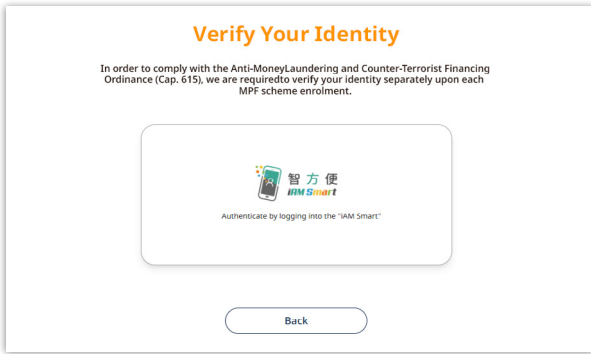 Verify Your Identity
In order to comply with the Anti-MoneyLaundering and Counter-Terrorist Financing
Ordinance (Cap. 615), we are requiredto verify your identity separately upon each
MPF scheme enrolment.
智方便
iAM Smart
Authenticate by logging into the "iAM Smart"
Back